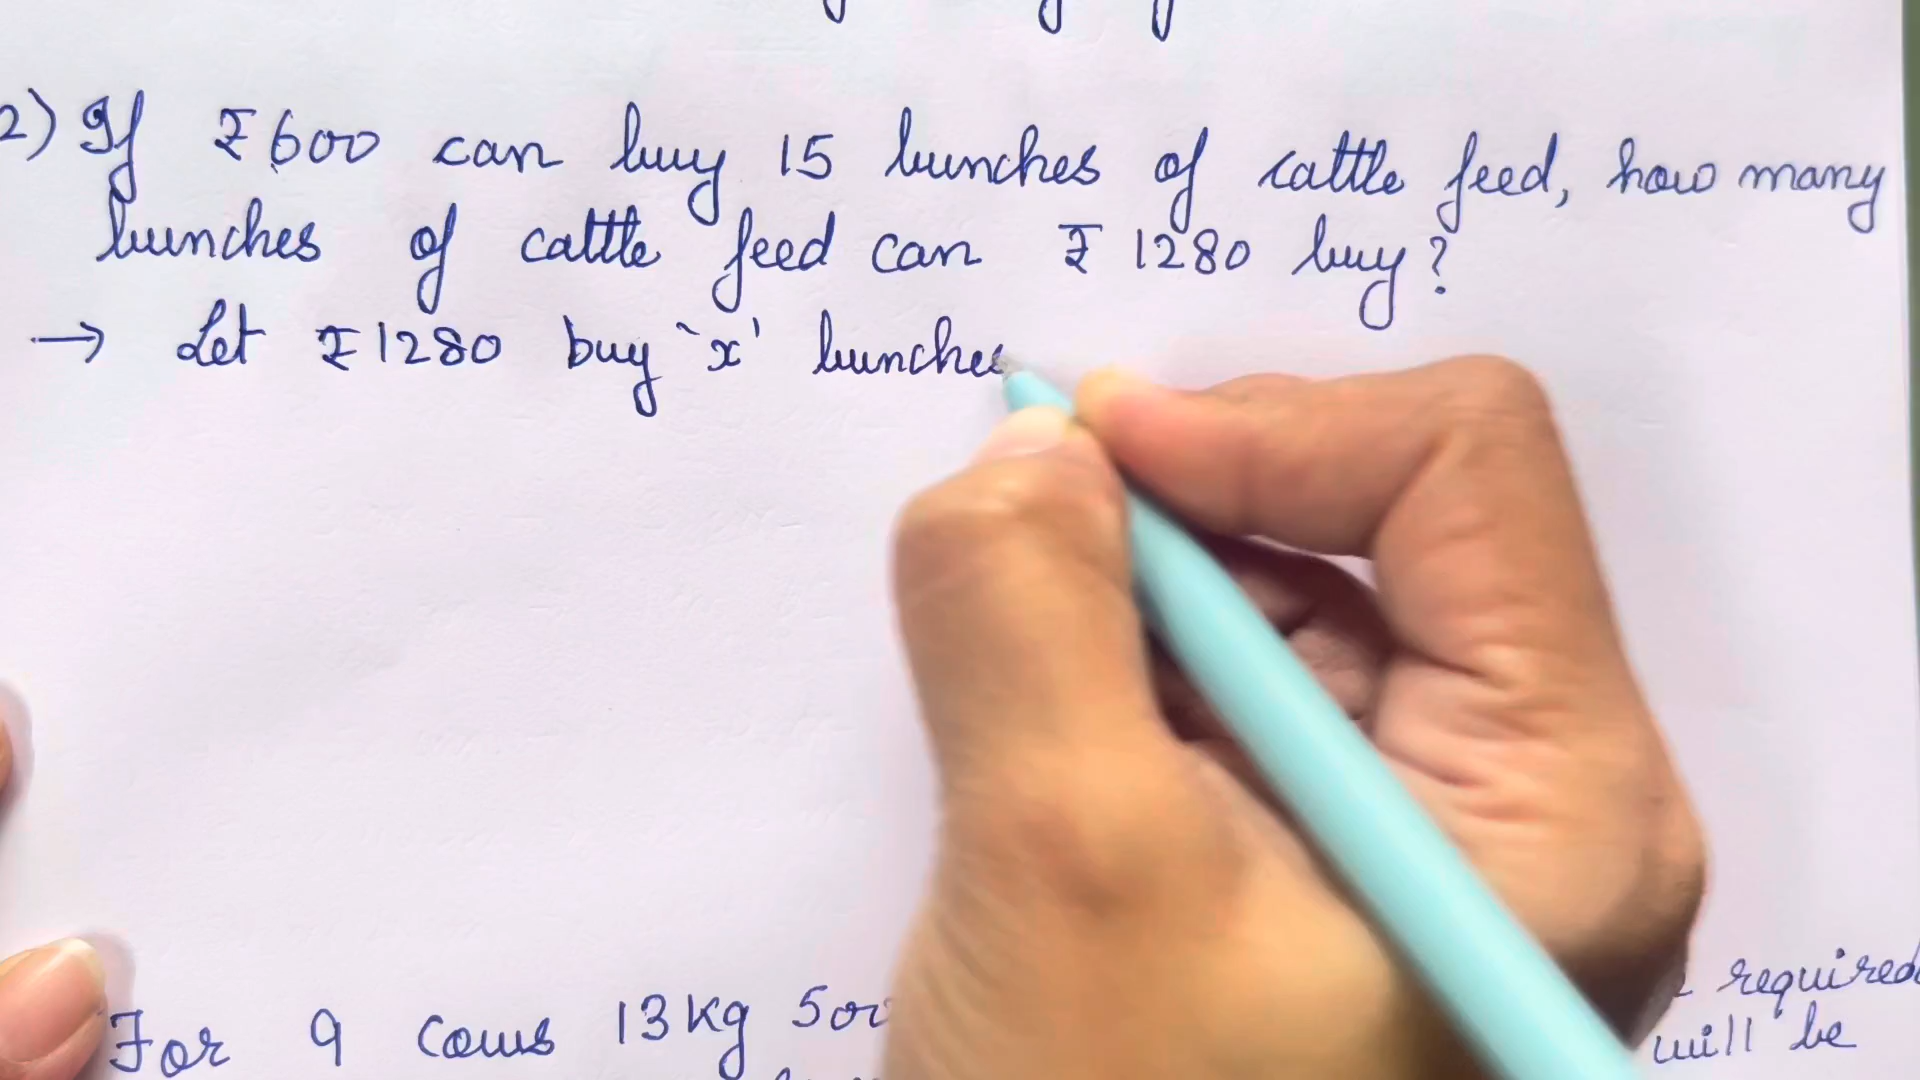 2) If ₹600 can buy 15 bunches of cattle feed, how many
bunches of cattle feed can ₹ 1280 buy?
→ Let ₹1280 buy 'x' bunches
For 9 cows 13kg 500 required
will be